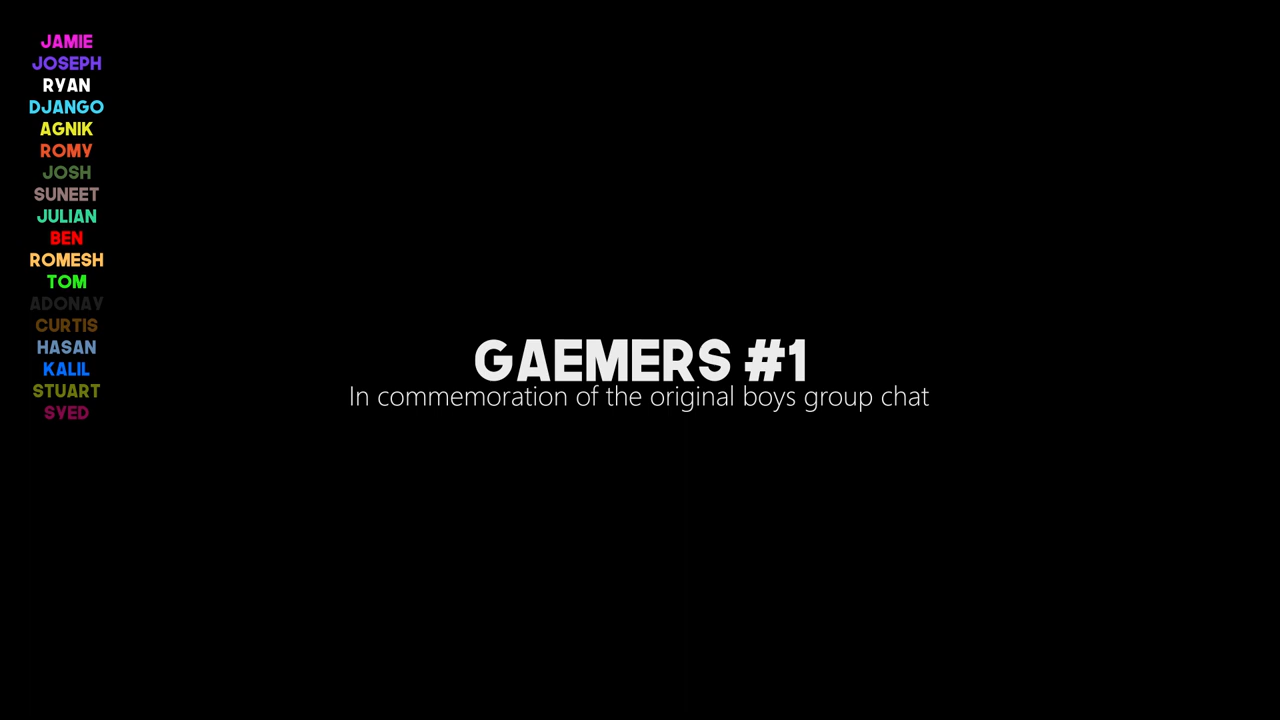 JAMIE
JOSEPH
RYAN
DJANGO
AGNIK
ROMY
JOSH
SUNEET
JULIAN
BEN
ROMESH
TOM
ADONAY
CURTIS
HASAN
KALIL
STUART
SYED
GAEMERS #1
In commemoration of the original boys group chat